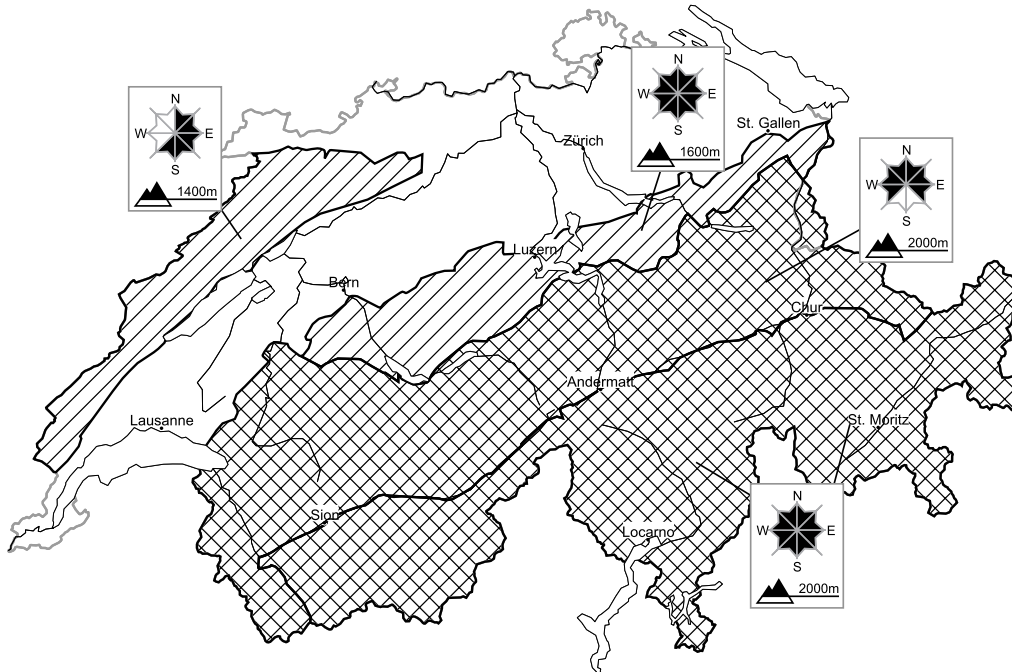 N
W E
S
1400m
N
W E
S
1600m
St. Gallen
Zürich
N
W E
S
2000m
Luzern
Bern
Chur
Andermatt
Lausanne
St. Moritz
Sion
Locarno
N
W E
S
2000m